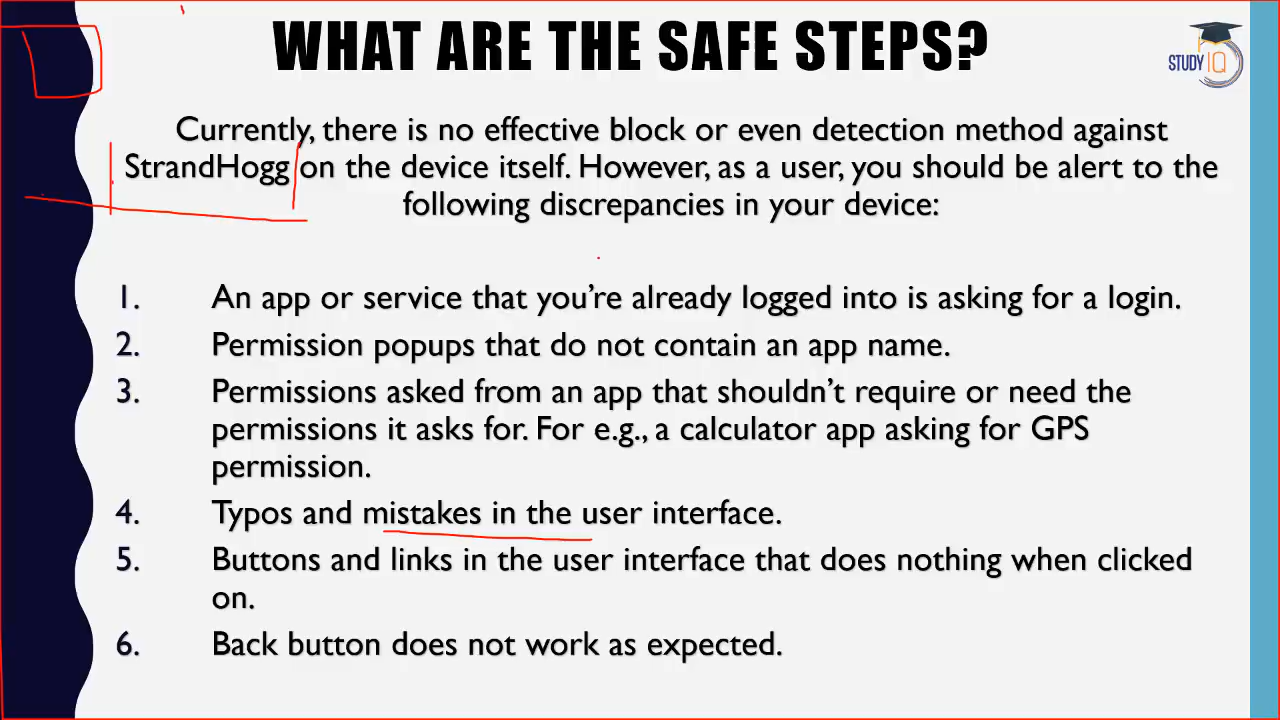 WHAT ARE THE SAFE STEPS?
STUDY IQ
Currently, there is no effective block or even detection method against
StrandHogg on the device itself. However, as a user, you should be alert to the
following discrepancies in your device:
1. An app or service that you’re already logged into is asking for a login.
2. Permission popups that do not contain an app name.
3. Permissions asked from an app that shouldn’t require or need the
permissions it asks for. For e.g., a calculator app asking for GPS
permission.
4. Typos and mistakes in the user interface.
5. Buttons and links in the user interface that does nothing when clicked
on.
6. Back button does not work as expected.